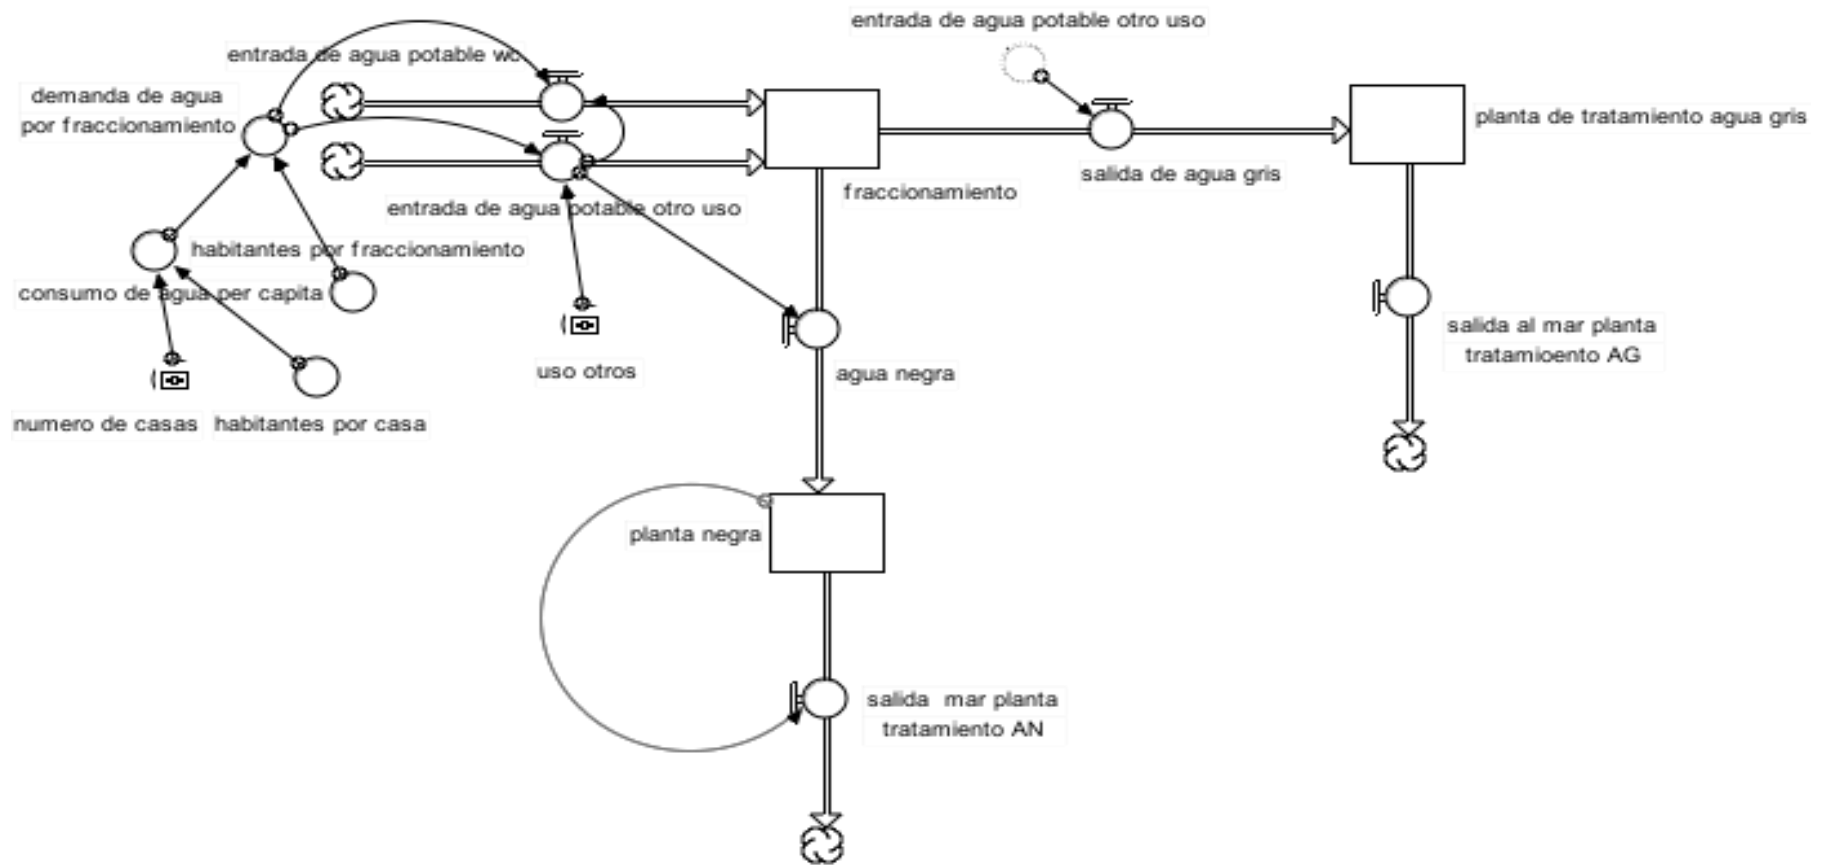 entrada de agua potable otro uso
entrada de agua potable wc
demanda de agua
por fraccionamiento
planta de tratamiento agua gris
salida de agua gris
fraccionamiento
entrada de agua potable otro uso
habitantes por fraccionamiento
consumo de agua per capita
salida al mar planta
tratamioento AG
uso otros
agua negra
numero de casas
habitantes por casa
planta negra
salida mar planta
tratamiento AN